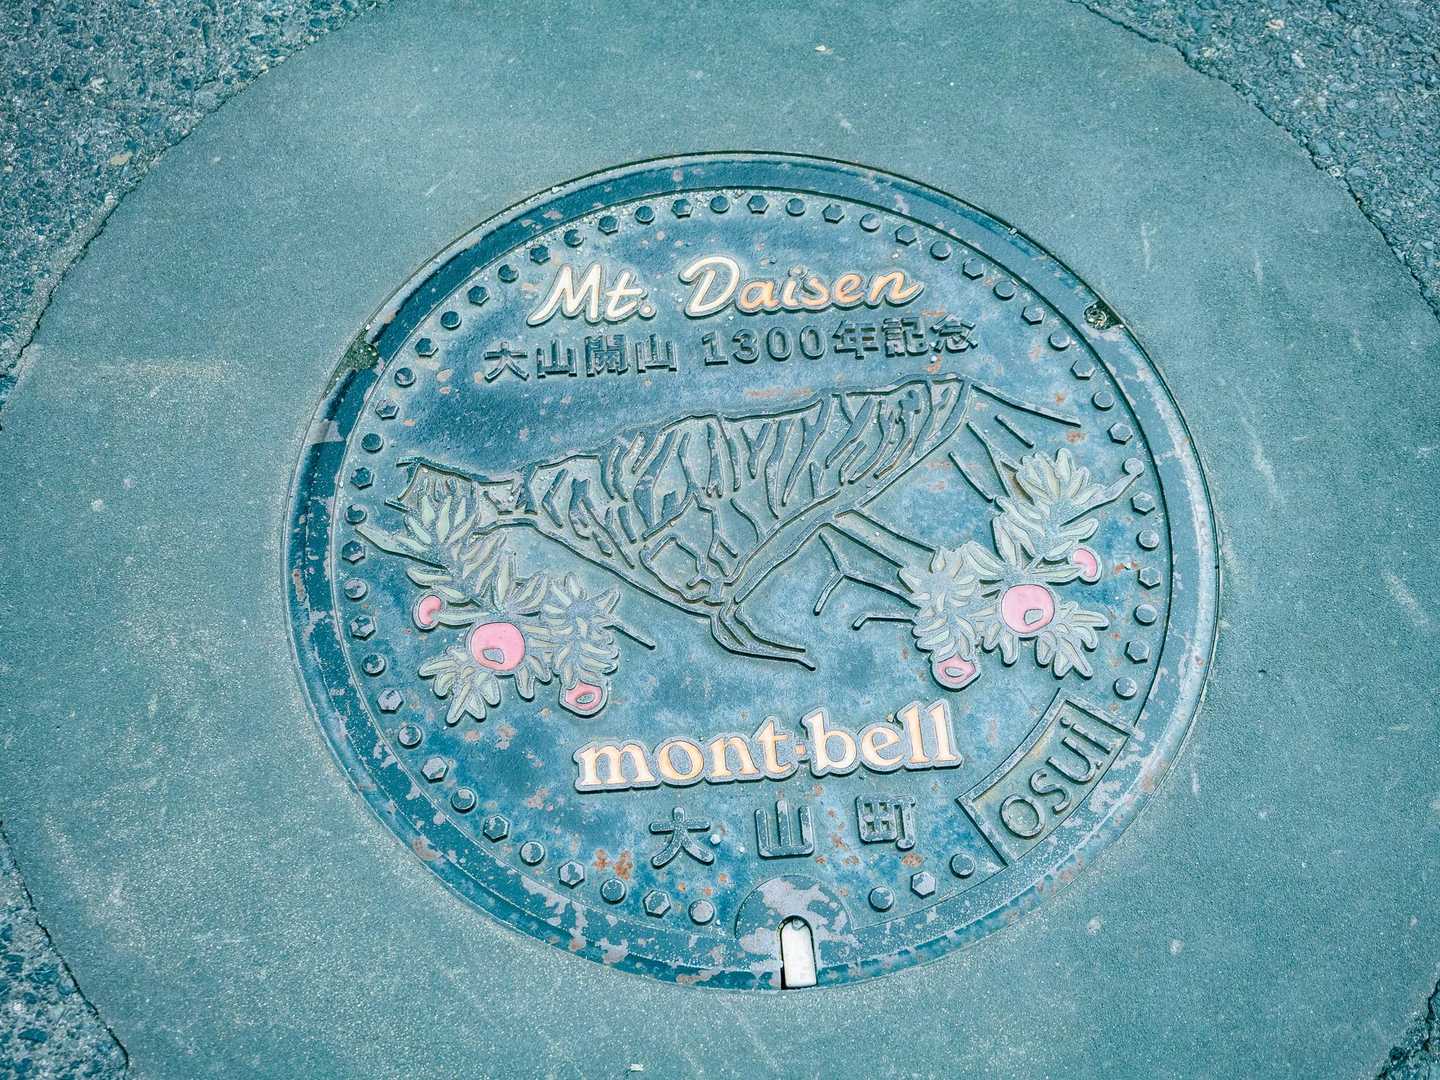 Mt. Daisen
大山開山 1300年記念
mont·bell
大山町
osui